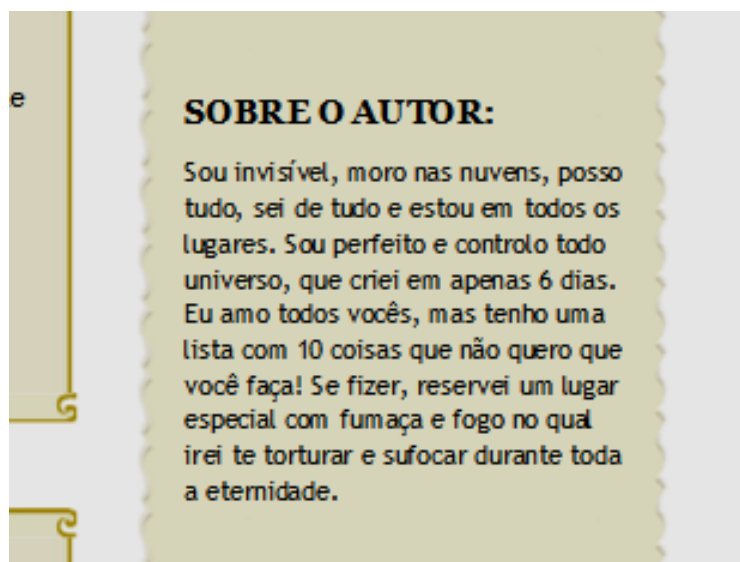 e
SOBRE O AUTOR:
Sou invisível, moro nas nuvens, posso
tudo, sei de tudo e estou em todos os
lugares. Sou perfeito e controlo todo
universo, que criei em apenas 6 dias.
Eu amo todos vocês, mas tenho uma
lista com 10 coisas que não quero que
você faça! Se fizer, reservei um lugar
especial com fumaça e fogo no qual
irei te torturar e sufocar durante toda
a eternidade.